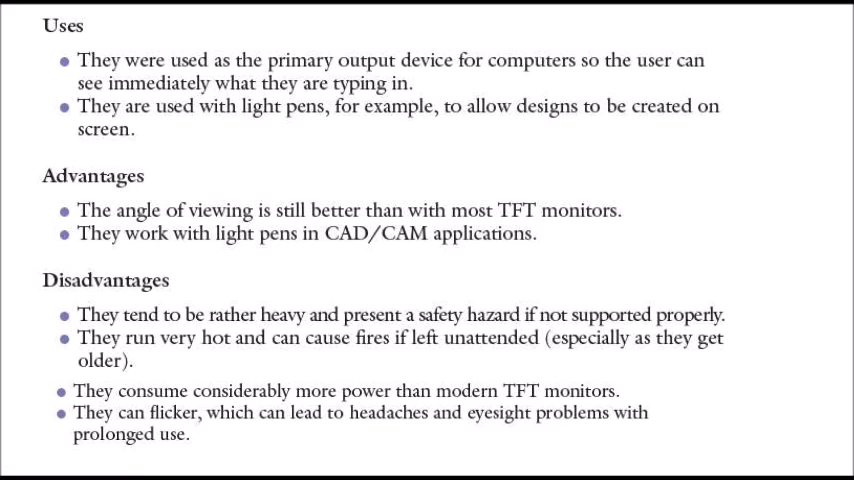 Uses
● They were used as the primary output device for computers so the user can
see immediately what they are typing in.
● They are used with light pens, for example, to allow designs to be created on
screen.
Advantages
● The angle of viewing is still better than with most TFT monitors.
● They work with light pens in CAD/CAM applications.
Disadvantages
● They tend to be rather heavy and present a safety hazard if not supported properly.
● They run very hot and can cause fires if left unattended (especially as they get
older).
● They consume considerably more power than modern TFT monitors.
● They can flicker, which can lead to headaches and eyesight problems with
prolonged use.